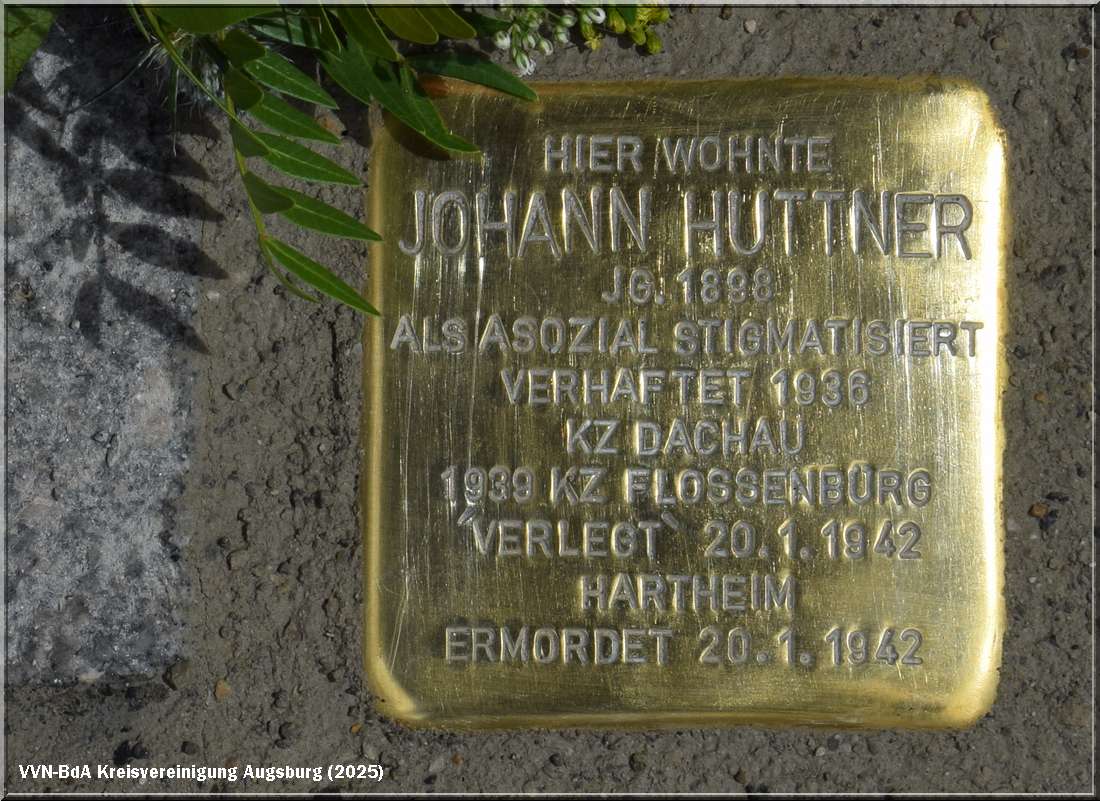 HIER WOHNTE
JOHANN HUTTNER
JG. 1898
ALS ASOZIAL STIGMATISIERT
VERHAFTET 1936
KZ DACHAU
1939 KZ FLOSSENBÜRG
´VERLEGT` 20.1.1942
HARTHEIM
ERMORDET 20.1.1942
VVN-BdA Kreisvereinigung Augsburg (2025)